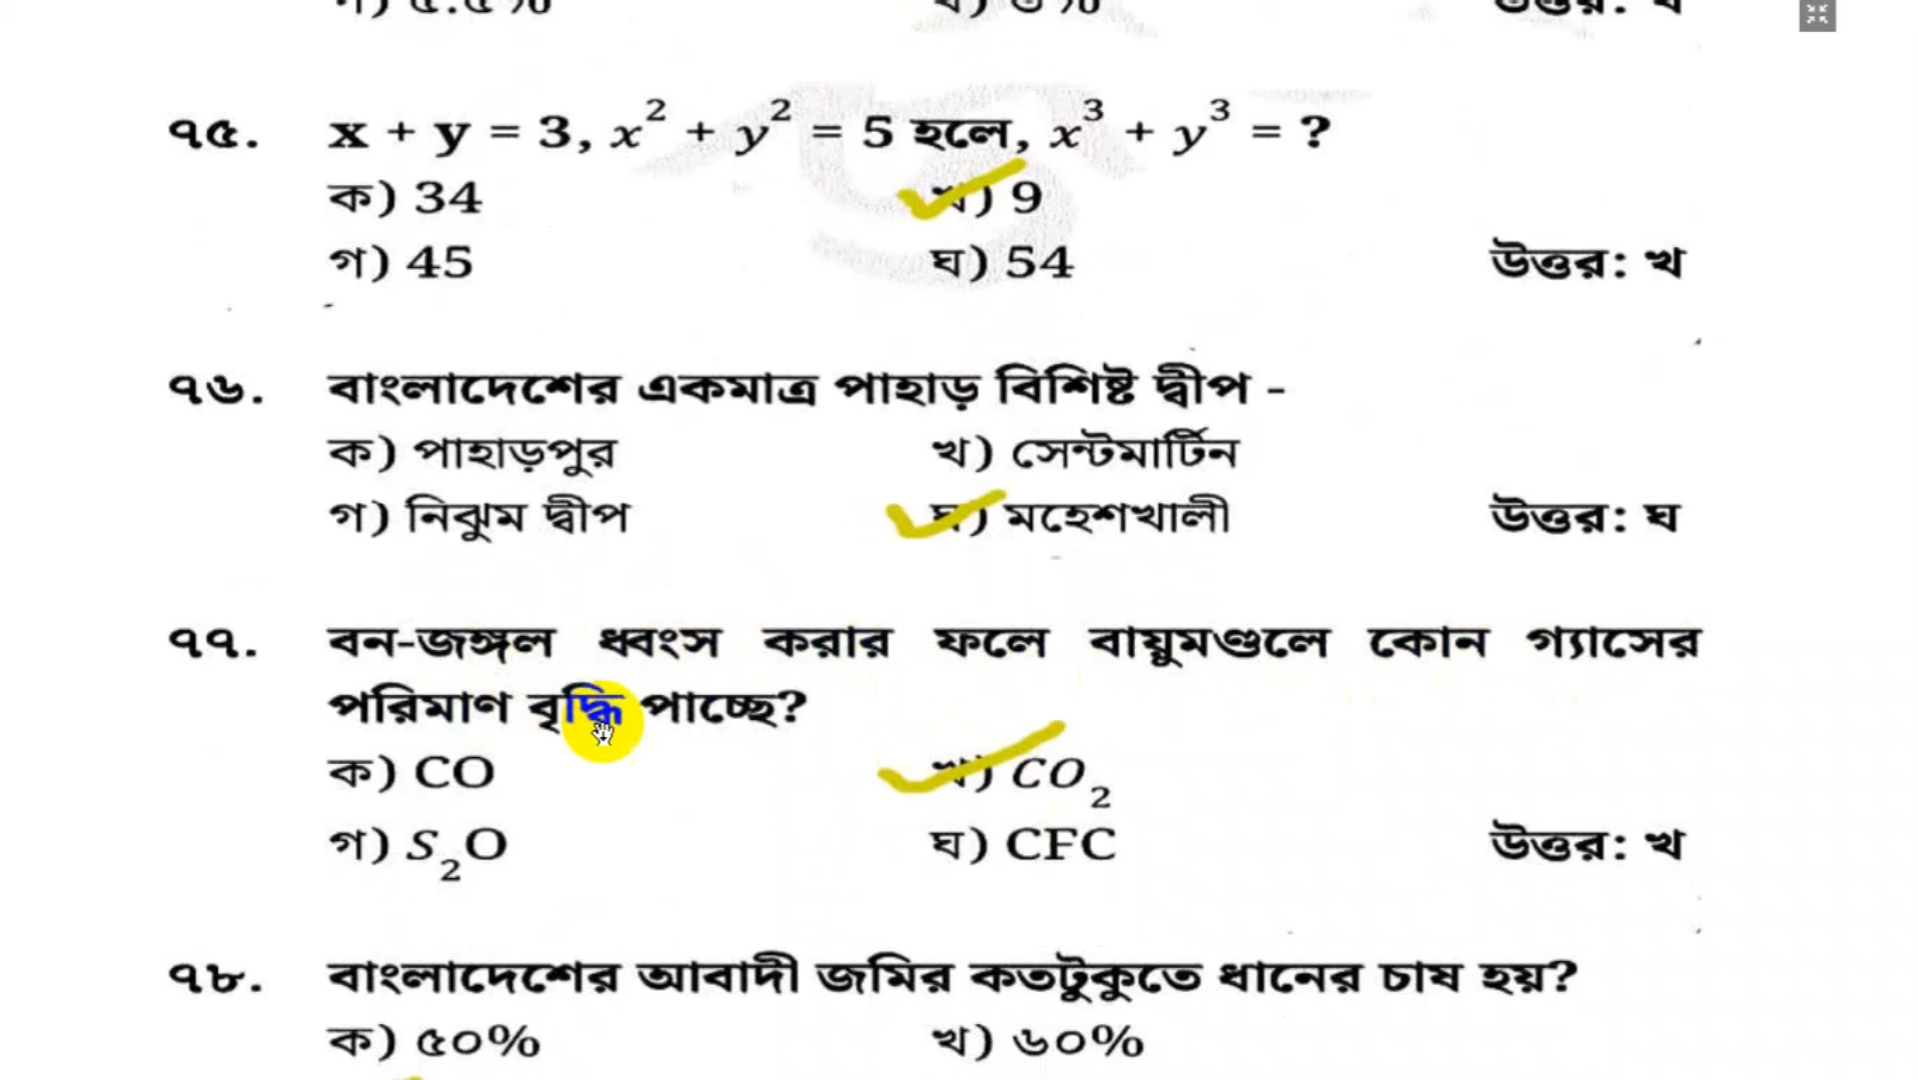 ৭৫. x + y = 3, x² + y² = 5 হলে, x³ + y³ = ?
ক) 34 খ) 9
গ) 45 ঘ) 54 উত্তর: খ
৭৬. বাংলাদেশের একমাত্র পাহাড় বিশিষ্ট দ্বীপ -
ক) পাহাড়পুর খ) সেন্টমার্টিন
গ) নিঝুম দ্বীপ ঘ) মহেশখালী উত্তর: ঘ
৭৭. বন-জঙ্গল ধ্বংস করার ফলে বায়ুমণ্ডলে কোন গ্যাসের
পরিমাণ বৃদ্ধি পাচ্ছে?
ক) CO খ) CO₂
গ) S₂O ঘ) CFC উত্তর: খ
৭৮. বাংলাদেশের আবাদী জমির কতটুকুতে ধানের চাষ হয়?
ক) ৫০% খ) ৬০%